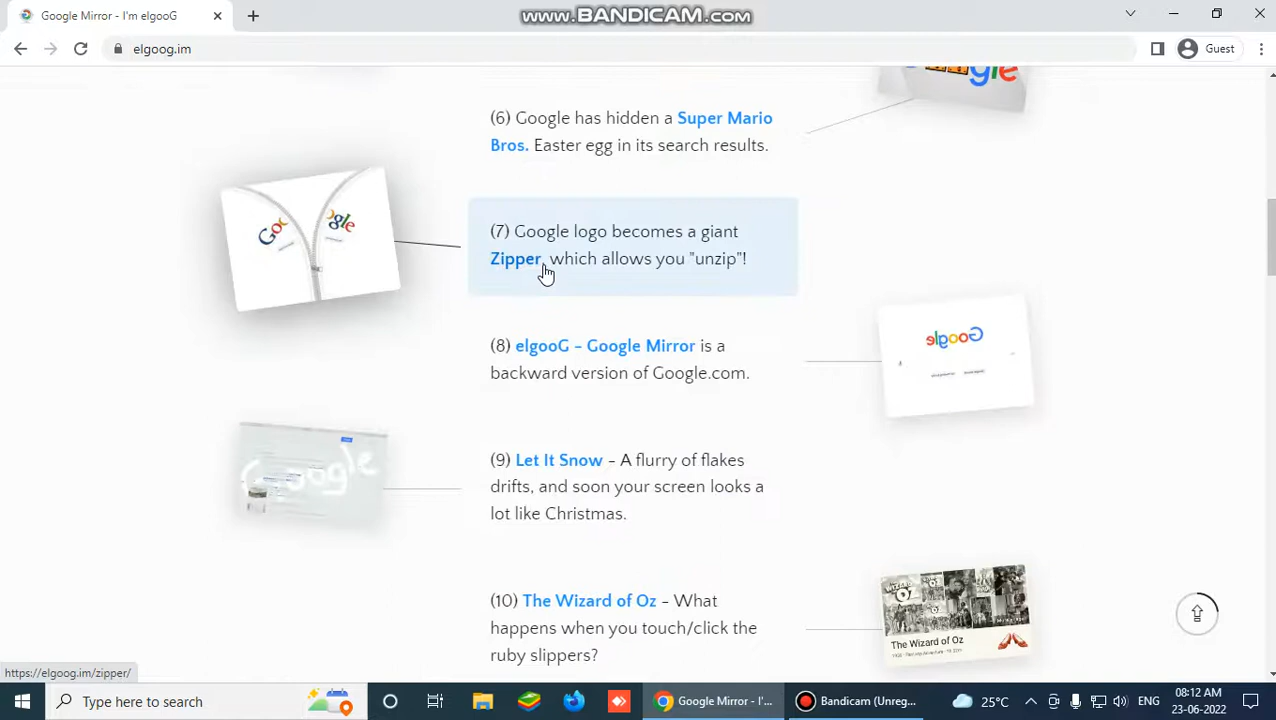 Google Mirror - I'm elgooG
www.BANDICAM.com
elgoog.im
Guest
(6) Google has hidden a Super Mario
Bros. Easter egg in its search results.
(7) Google logo becomes a giant
Zipper, which allows you "unzip"!
(8) elgooG - Google Mirror is a
backward version of Google.com.
(9) Let It Snow - A flurry of flakes
drifts, and soon your screen looks a
lot like Christmas.
(10) The Wizard of Oz - What
happens when you touch/click the
ruby slippers?
The Wizard of Oz
https://elgoog.im/zipper/
Type here to search
Google Mirror - I'...
Bandicam (Unreg...
25°C
ENG
08:12 AM
23-06-2022